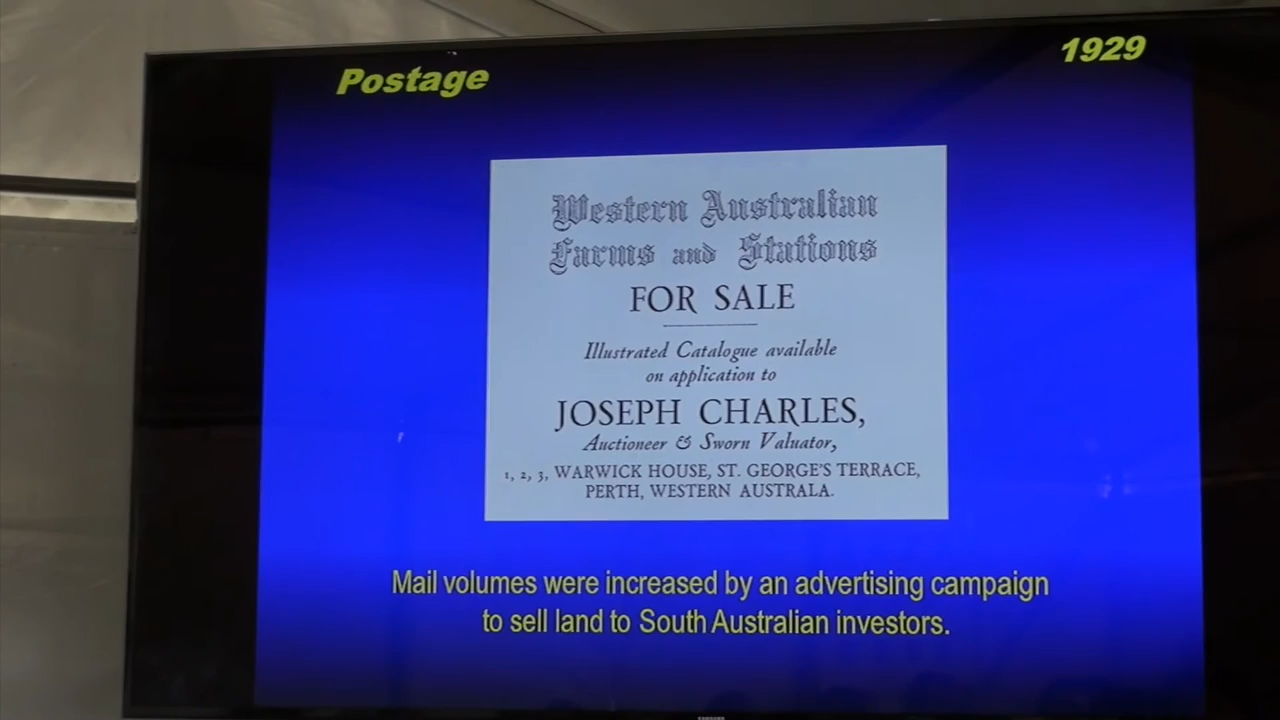 Postage
1929
Western Australian
Farms and Stations
FOR SALE
Illustrated Catalogue available
on application to
JOSEPH CHARLES,
Auctioneer & Sworn Valuator,
1, 2, 3, WARWICK HOUSE, ST. GEORGE'S TERRACE,
PERTH, WESTERN AUSTRALA.
Mail volumes were increased by an advertising campaign
to sell land to South Australian investors.
SAMSUNG